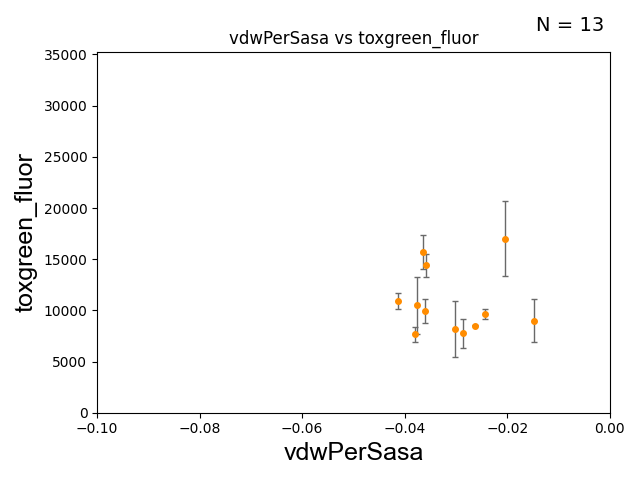 N = 13
vdwPerSasa vs toxgreen_fluor
35000
30000
25000
20000
15000
10000
5000
0
toxgreen_fluor
−0.10 −0.08 −0.06 −0.04 −0.02 0.00
vdwPerSasa